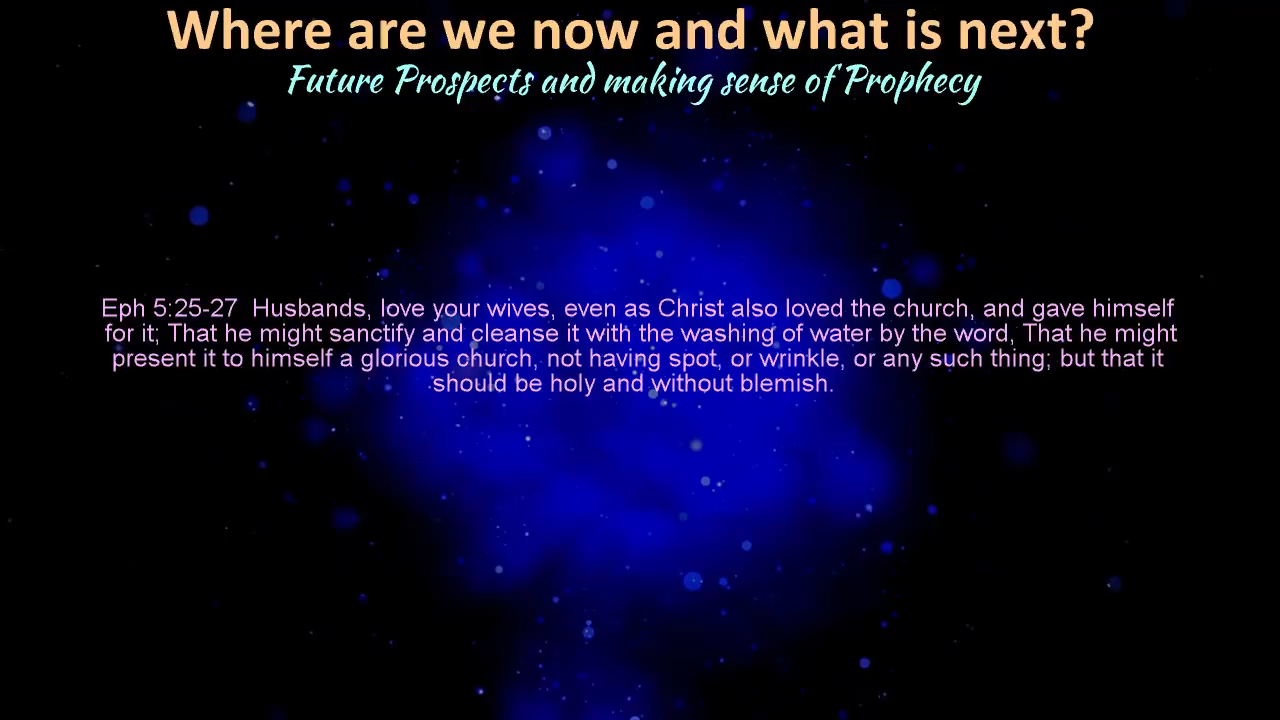 Where are we now and what is next?
Future Prospects and making sense of Prophecy
Eph 5:25-27  Husbands, love your wives, even as Christ also loved the church, and gave himself
for it; That he might sanctify and cleanse it with the washing of water by the word, That he might
present it to himself a glorious church, not having spot, or wrinkle, or any such thing; but that it
should be holy and without blemish.